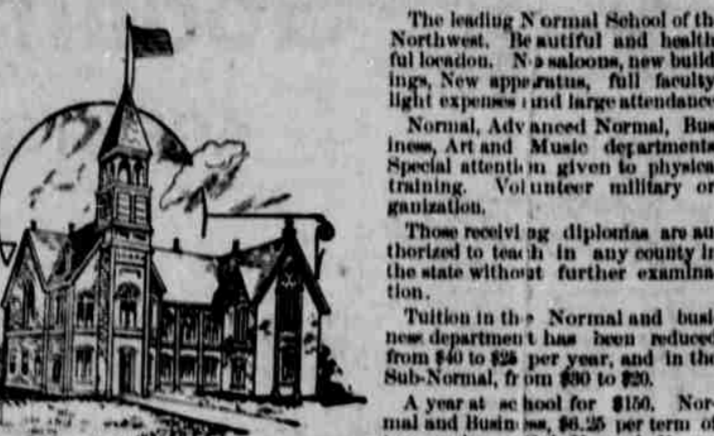 The leading Normal School of th
Northwest. Beautiful and health
ful location. No saloons, new build
ings, New apparatus, full faculty
light expenses and large attendance
Normal, Advanced Normal, Bus
iness, Art and Music departments
Special attention given to physica
training. Volunteer military or
ganization.
Those receiving diplomas are au
thorized to teach in any county in
the state without further examina
tion.
Tuition in the Normal and busi
ness department has been reduced
from $40 to $25 per year, and in the
Sub-Normal, from $30 to $20.
A year at school for $150. Nor
mal and Business, $6.25 per term of